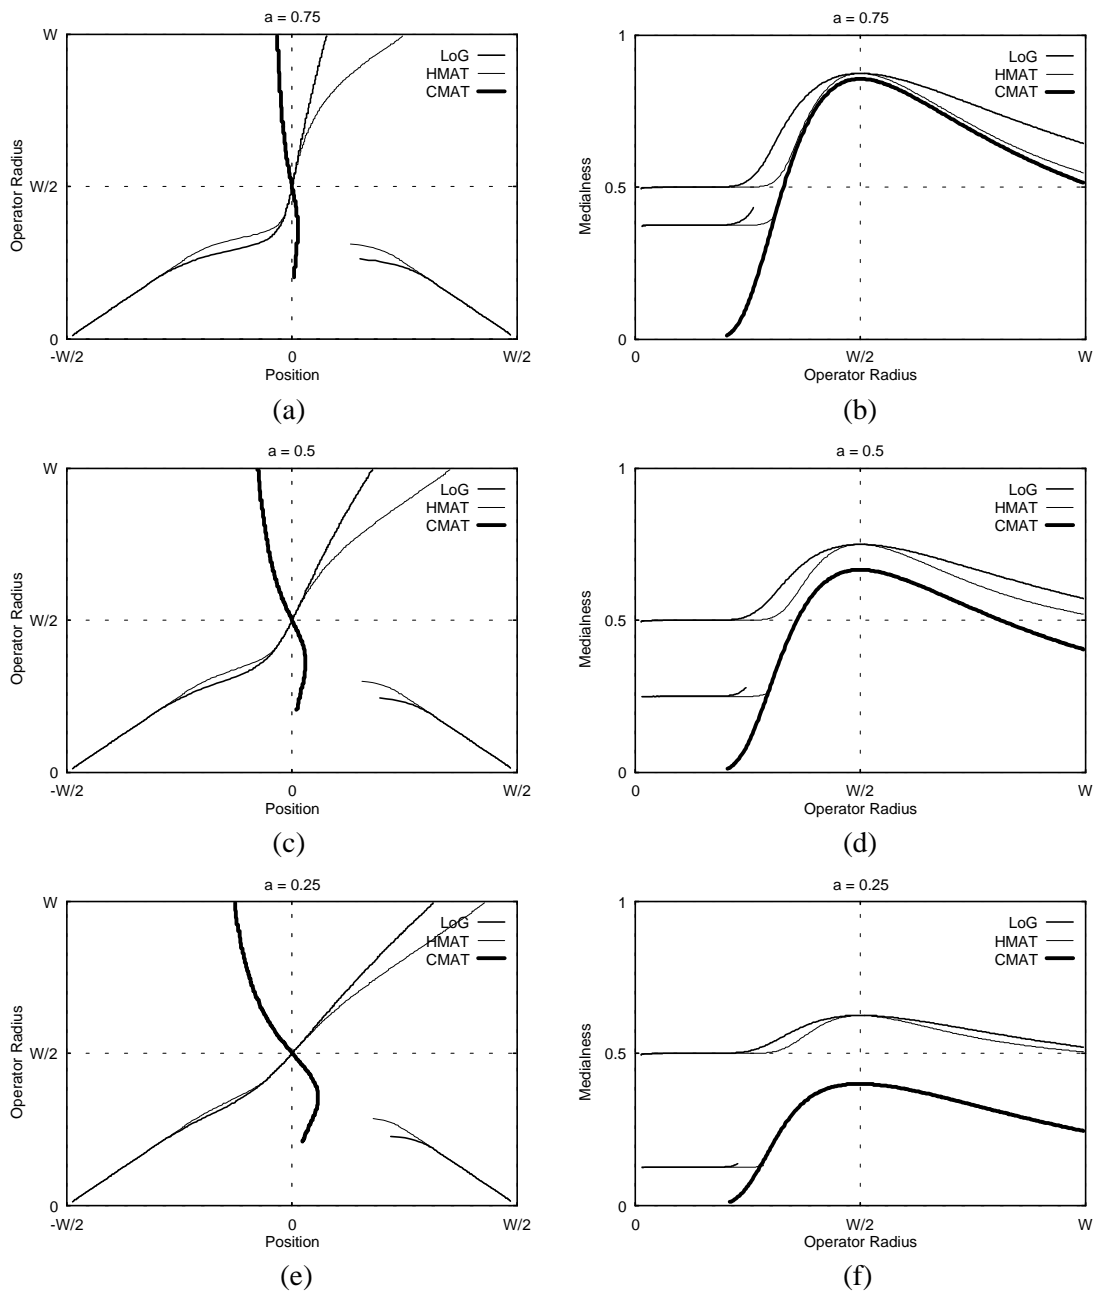 a = 0.75
W
LoG
HMAT
CMAT
Operator Radius
W/2
0
-W/2
0
W/2
Position
(a)
a = 0.75
1
LoG
HMAT
CMAT
Medialness
0.5
0
0
W/2
W
Operator Radius
(b)
a = 0.5
W
LoG
HMAT
CMAT
Operator Radius
W/2
0
-W/2
0
W/2
Position
(c)
a = 0.5
1
LoG
HMAT
CMAT
Medialness
0.5
0
0
W/2
W
Operator Radius
(d)
a = 0.25
W
LoG
HMAT
CMAT
Operator Radius
W/2
0
-W/2
0
W/2
Position
(e)
a = 0.25
1
LoG
HMAT
CMAT
Medialness
0.5
0
0
W/2
W
Operator Radius
(f)